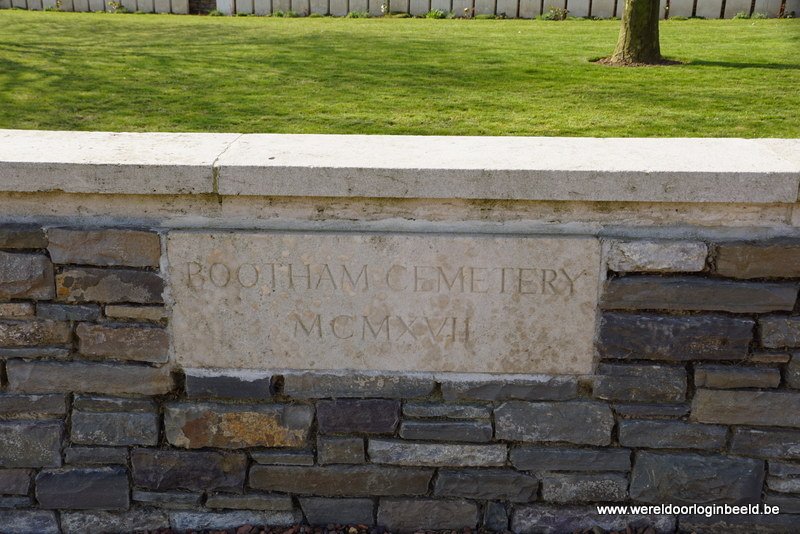 BOOTHAM CEMETERY
MCMXVII
www.wereldoorloginbeeld.be